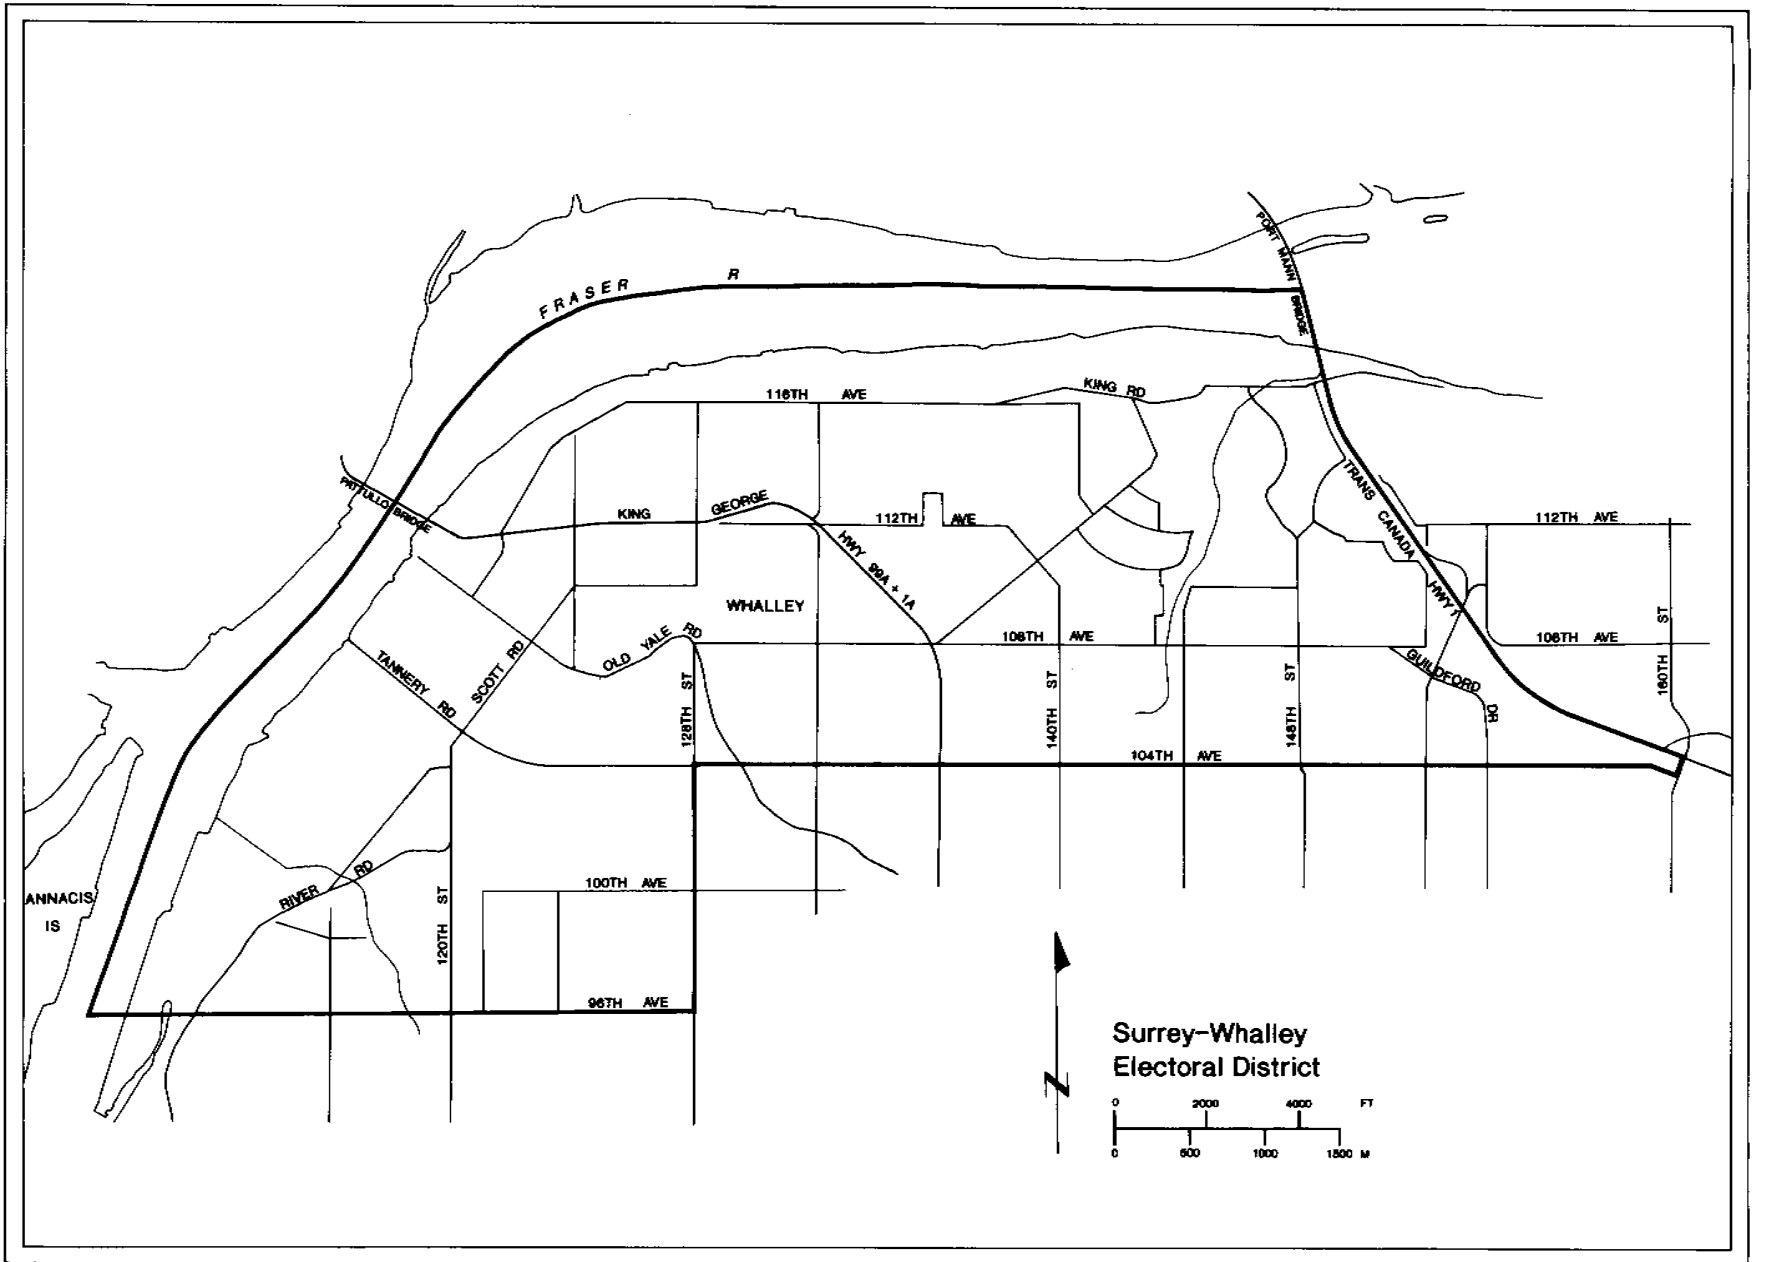 PORT MANN BRIDGE
FRASER R
KING RD
116TH AVE
PATTULLO BRIDGE
KING GEORGE
HWY 99A + 1A
112TH AVE
TRANS CANADA HWY 1
112TH AVE
WHALLEY
OLD YALE RD
108TH AVE
108TH AVE
TANNERY RD
SCOTT RD
128TH ST
140TH ST
148TH ST
GUILDFORD DR
160TH ST
104TH AVE
RIVER RD
100TH AVE
ANNACIS
IS
120TH ST
96TH AVE
N
Surrey-Whalley
Electoral District
0 2000 4000 FT
0 500 1000 1500 M